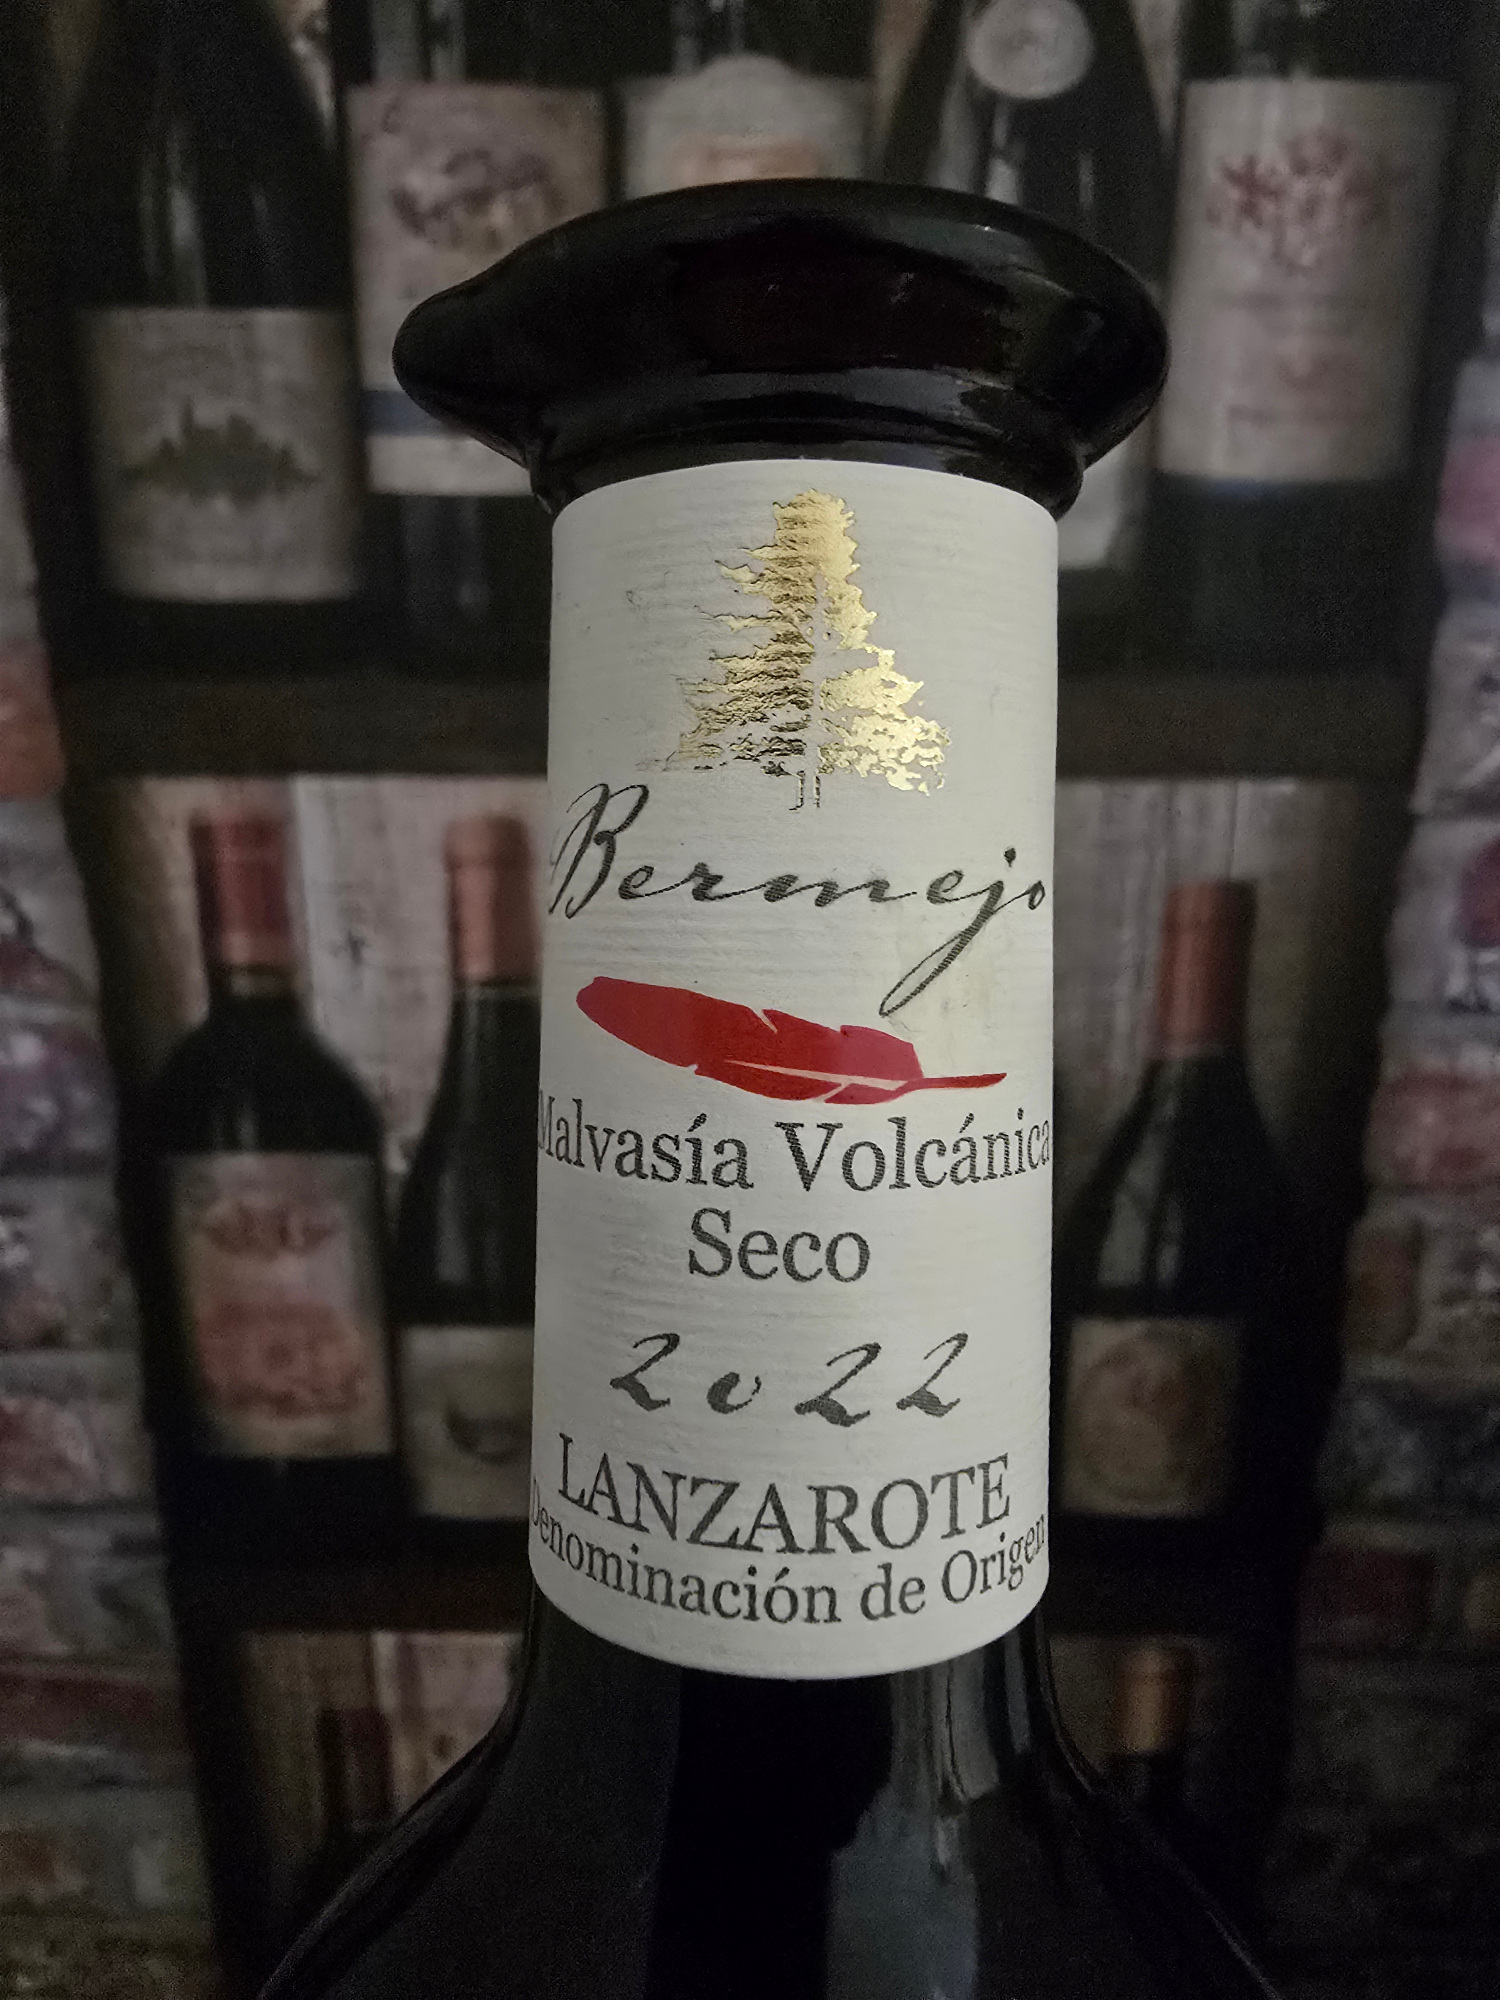 Bermejo
Malvasía Volcánica
Seco
2022
LANZAROTE
Denominación de Origen